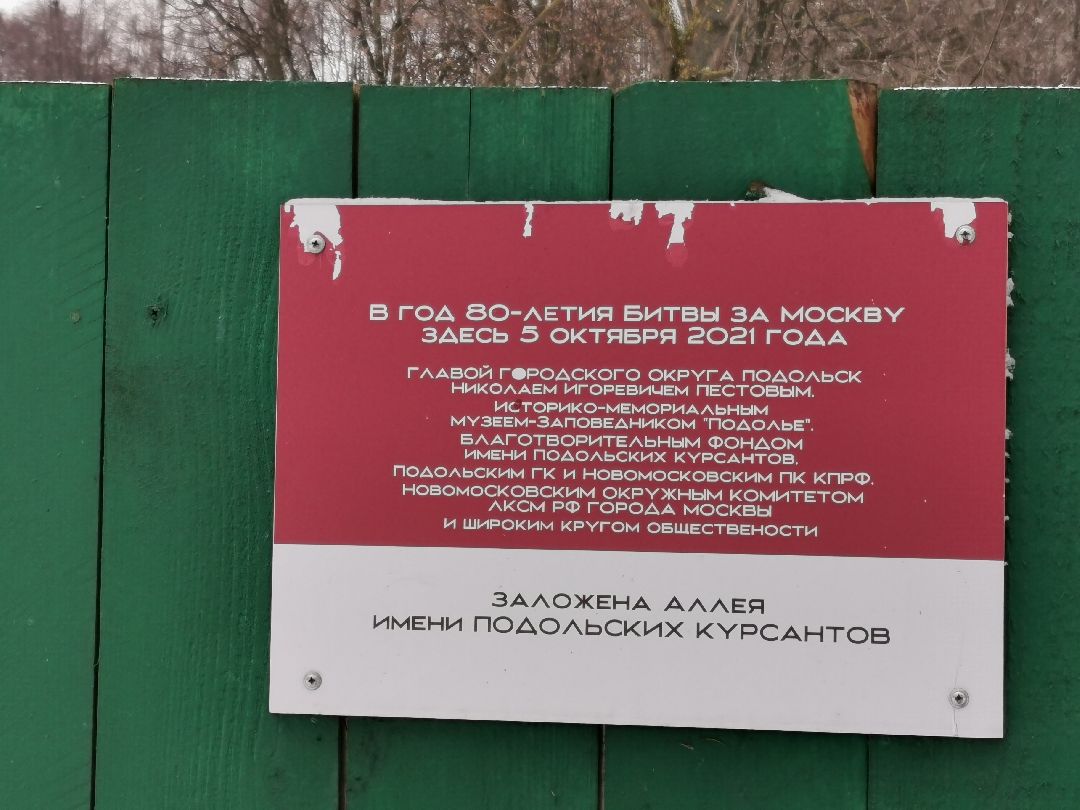 В ГОД 80-ЛЕТИЯ БИТВЫ ЗА МОСКВУ
ЗДЕСЬ 5 ОКТЯБРЯ 2021 ГОДА
ГЛАВОЙ ГОРОДСКОГО ОКРУГА ПОДОЛЬСК
НИКОЛАЕМ ИГОРЕВИЧЕМ ПЕСТОВЫМ,
ИСТОРИКО-МЕМОРИАЛЬНЫМ
МУЗЕЕМ-ЗАПОВЕДНИКОМ "ПОДОЛЬЕ",
БЛАГОТВОРИТЕЛЬНЫМ ФОНДОМ
ИМЕНИ ПОДОЛЬСКИХ КУРСАНТОВ,
ПОДОЛЬСКИМ ГК И НОВОМОСКОВСКИМ ПК КПРФ,
НОВОМОСКОВСКИМ ОКРУЖНЫМ КОМИТЕТОМ
ЛКСМ РФ ГОРОДА МОСКВЫ
И ШИРОКИМ КРУГОМ ОБЩЕСТВЕНОСТИ
ЗАЛОЖЕНА АЛЛЕЯ
ИМЕНИ ПОДОЛЬСКИХ КУРСАНТОВ